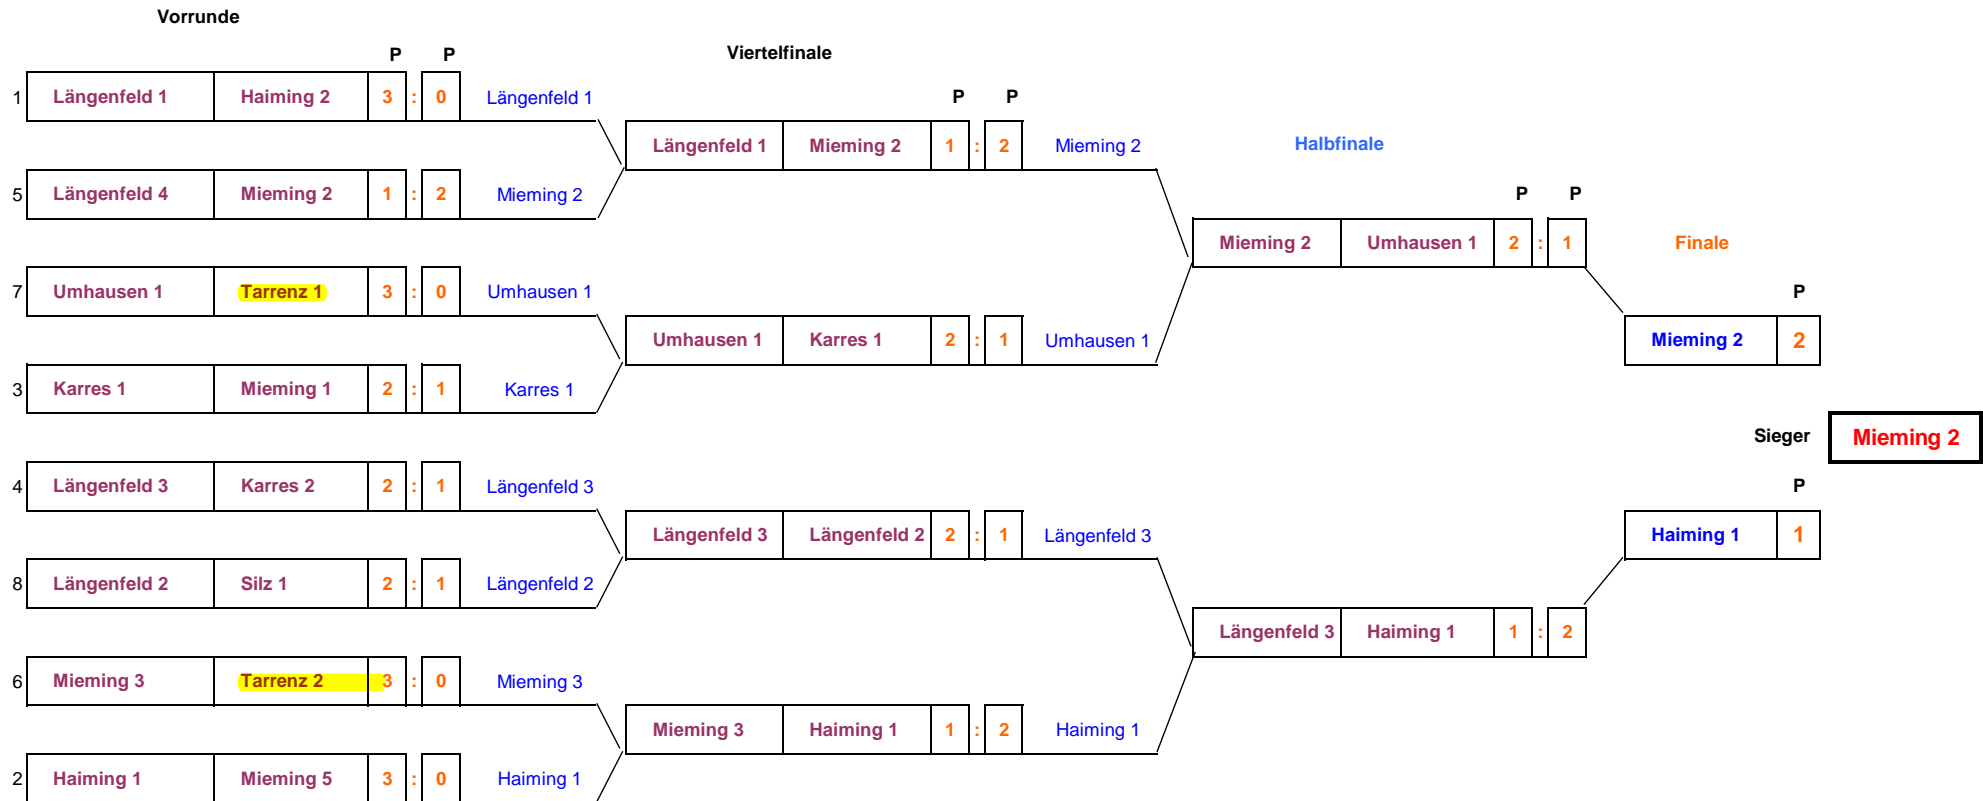 Vorrunde
P P Viertelfinale
1 Längenfeld 1 Haiming 2 3 : 0 Längenfeld 1 P P
Längenfeld 1 Mieming 2 1 : 2 Mieming 2 Halbfinale
5 Längenfeld 4 Mieming 2 1 : 2 Mieming 2 P P
Mieming 2 Umhausen 1 2 : 1 Finale
7 Umhausen 1 Tarrenz 1 3 : 0 Umhausen 1 P
Umhausen 1 Karres 1 2 : 1 Umhausen 1 Mieming 2 2
3 Karres 1 Mieming 1 2 : 1 Karres 1
Sieger Mieming 2
4 Längenfeld 3 Karres 2 2 : 1 Längenfeld 3 P
Längenfeld 3 Längenfeld 2 2 : 1 Längenfeld 3 Haiming 1 1
8 Längenfeld 2 Silz 1 2 : 1 Längenfeld 2
Längenfeld 3 Haiming 1 1 : 2
6 Mieming 3 Tarrenz 2 3 : 0 Mieming 3
Mieming 3 Haiming 1 1 : 2 Haiming 1
2 Haiming 1 Mieming 5 3 : 0 Haiming 1